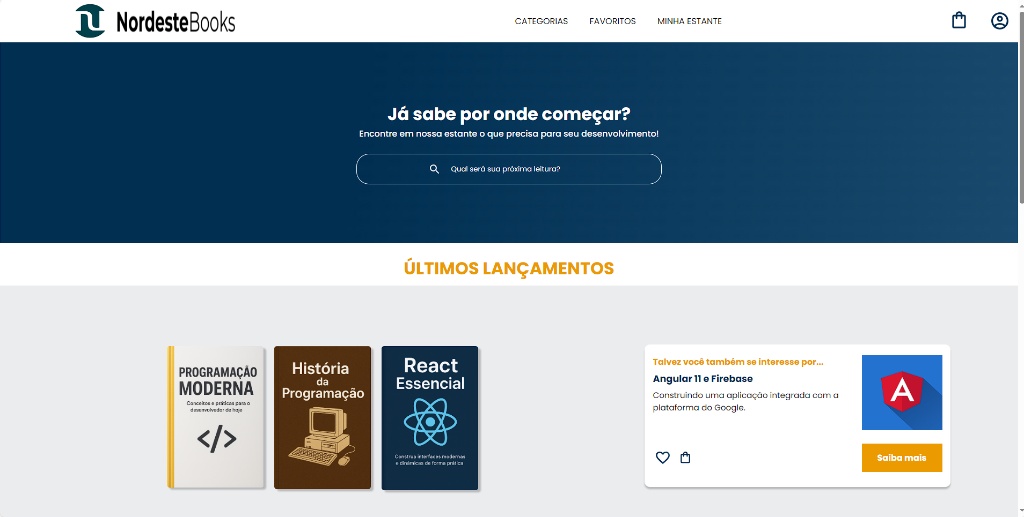 NordesteBooks
CATEGORIAS FAVORITOS MINHA ESTANTE
Já sabe por onde começar?
Encontre em nossa estante o que precisa para seu desenvolvimento!
Qual será sua próxima leitura?
ÚLTIMOS LANÇAMENTOS
PROGRAMAÇÃO
MODERNA
Conceitos e práticas para o
desenvolvedor de hoje
</>
História
da
Programação
React
Essencial
Construa interfaces modernas
e dinâmicas de forma prática
Talvez você também se interesse por...
Angular 11 e Firebase
Construindo uma aplicação integrada com a
plataforma do Google.
A
Saiba mais